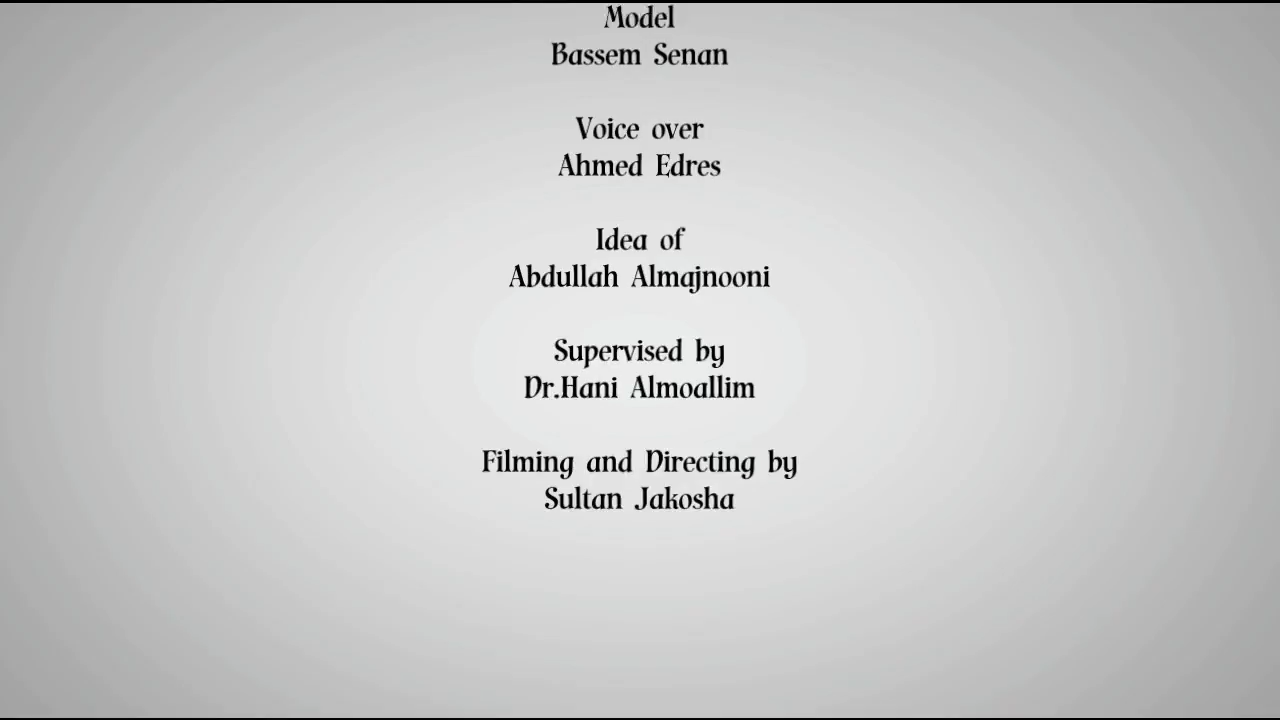 Model
Bassem Senan
Voice over
Ahmed Edres
Idea of
Abdullah Almajnooni
Supervised by
Dr.Hani Almoallim
Filming and Directing by
Sultan Jakosha